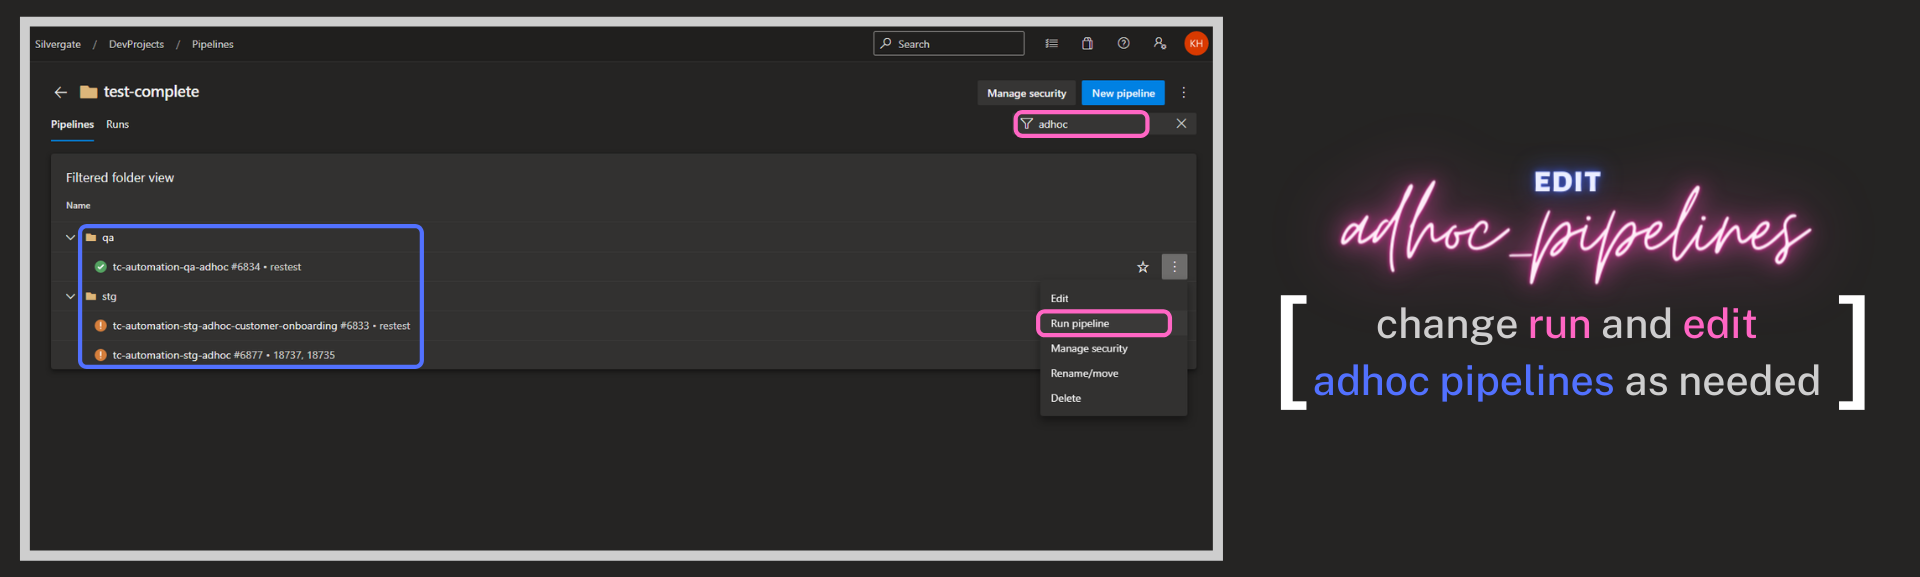 Silvergate / DevProjects / Pipelines
Search
KH
test-complete
Manage security
New pipeline
Pipelines Runs
adhoc
Filtered folder view
Name
qa
tc-automation-qa-adhoc #6834 • restest
stg
tc-automation-stg-adhoc-customer-onboarding #6833 • restest
tc-automation-stg-adhoc #6877 • 18737, 18735
Edit
Run pipeline
Manage security
Rename/move
Delete
EDIT
adhoc_pipelines
[change run and edit
adhoc pipelines as needed]